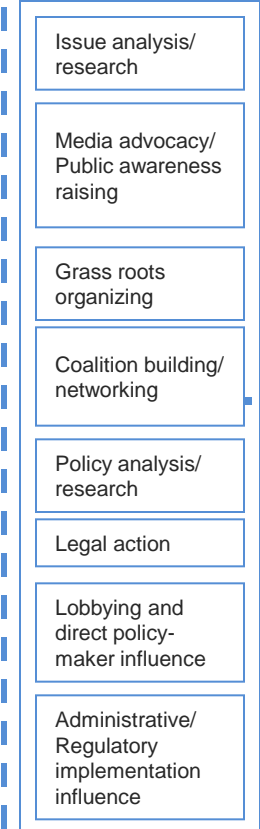 Issue analysis/
research
Media advocacy/
Public awareness
raising
Grass roots
organizing
Coalition building/
networking
Policy analysis/
research
Legal action
Lobbying and
direct policy-
maker influence
Administrative/
Regulatory
implementation
influence